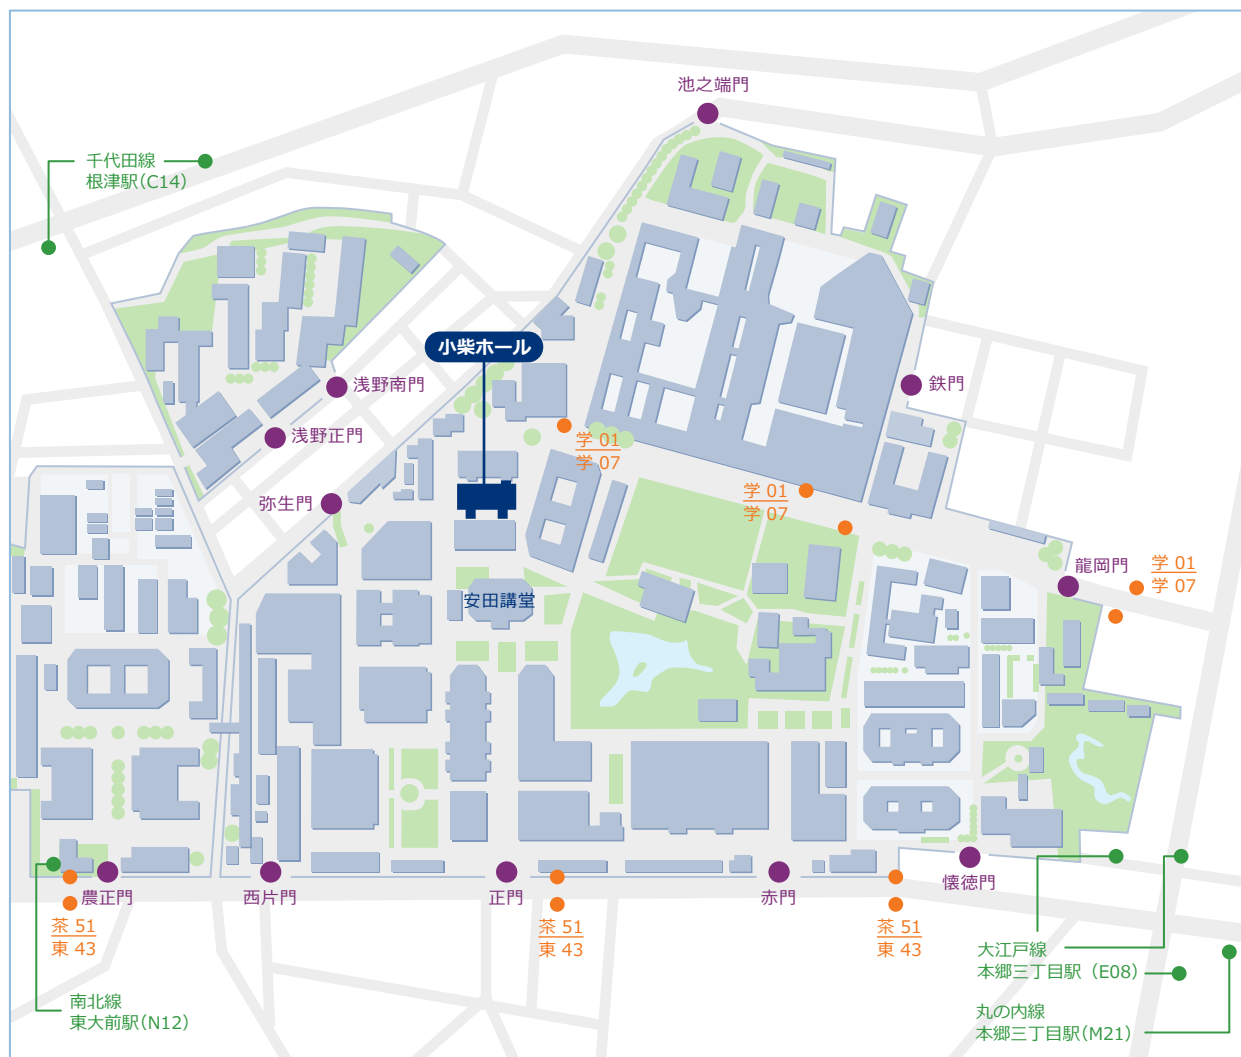 池之端門
千代田線
根津駅(C14)
小柴ホール
浅野南門
鉄門
浅野正門
学 01
学 07
弥生門
学 01
学 07
龍岡門
学 01
学 07
安田講堂
農正門
西片門
正門
赤門
懐徳門
茶 51
東 43
茶 51
東 43
茶 51
東 43
大江戸線
本郷三丁目駅 (E08)
南北線
東大前駅(N12)
丸の内線
本郷三丁目駅(M21)